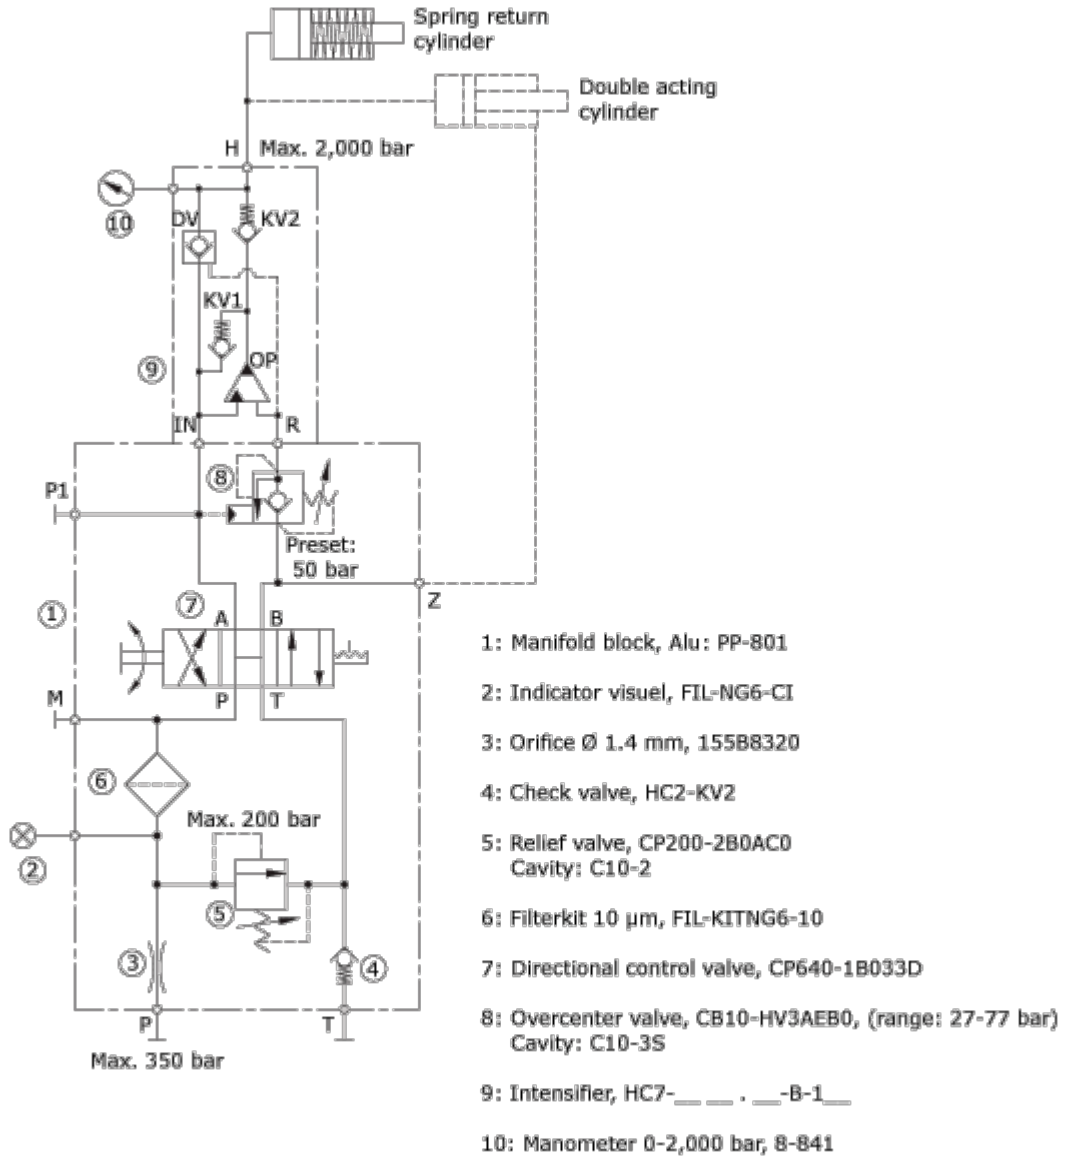 Spring return
cylinder
Double acting
cylinder
H Max. 2,000 bar
10
DV
KV2
KV1
9
OP
IN
R
8
P1
Preset:
50 bar
7
Z
1
A B
P T
M
6
Max. 200 bar
2
5
3
4
P
T
Max. 350 bar
1: Manifold block, Alu: PP-801
2: Indicator visuel, FIL-NG6-CI
3: Orifice Ø 1.4 mm, 155B8320
4: Check valve, HC2-KV2
5: Relief valve, CP200-2B0AC0
Cavity: C10-2
6: Filterkit 10 µm, FIL-KITNG6-10
7: Directional control valve, CP640-1B033D
8: Overcenter valve, CB10-HV3AEB0, (range: 27-77 bar)
Cavity: C10-3S
9: Intensifier, HC7-__ __ . __-B-1__
10: Manometer 0-2,000 bar, 8-841